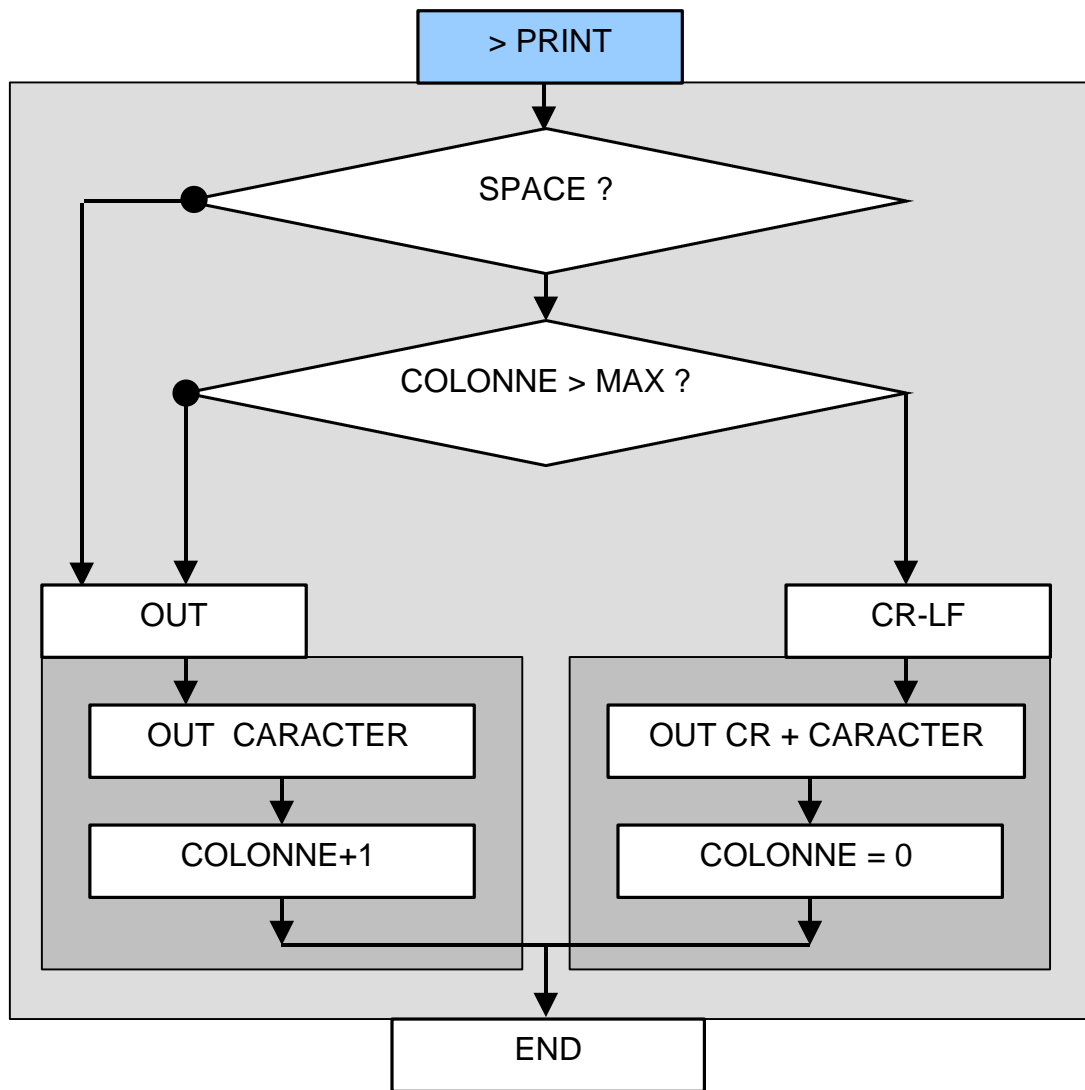 > PRINT
SPACE ?
COLONNE > MAX ?
OUT
CR-LF
OUT CARACTER
OUT CR + CARACTER
COLONNE+1
COLONNE = 0
END